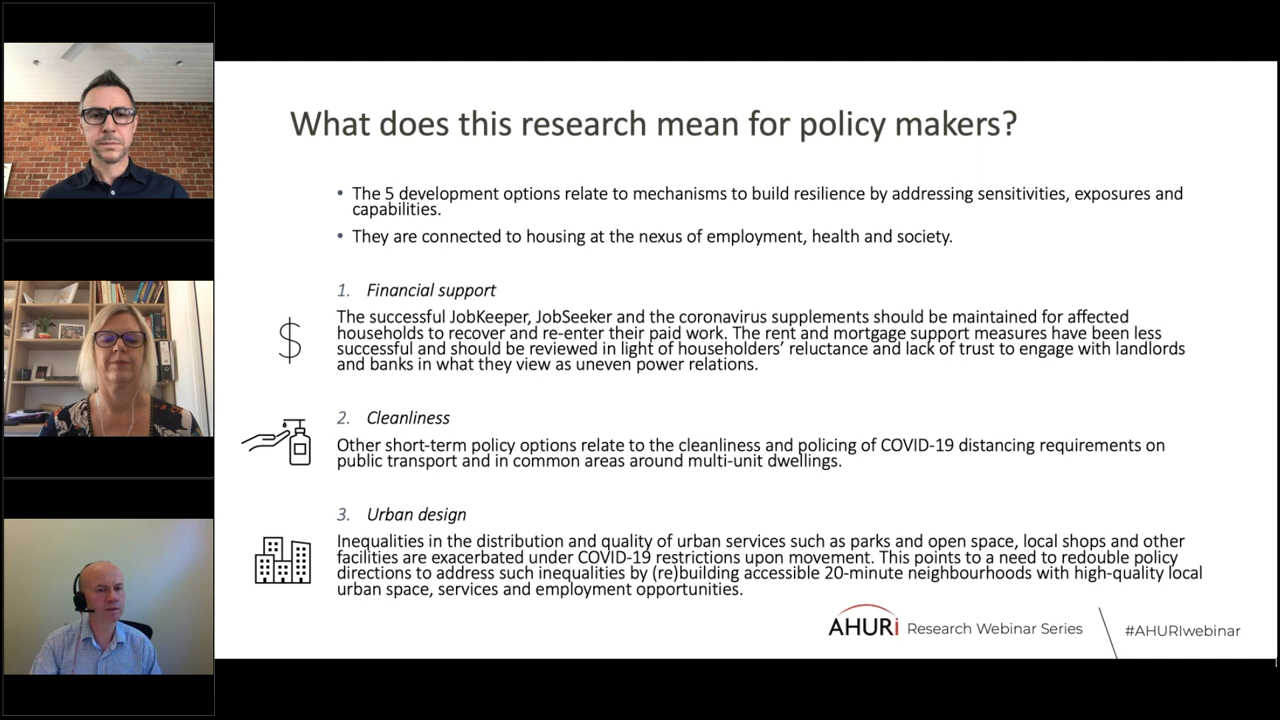 What does this research mean for policy makers?
• The 5 development options relate to mechanisms to build resilience by addressing sensitivities, exposures and
capabilities.
• They are connected to housing at the nexus of employment, health and society.
1. Financial support
$
The successful JobKeeper, JobSeeker and the coronavirus supplements should be maintained for affected
households to recover and re-enter their paid work. The rent and mortgage support measures have been less
successful and should be reviewed in light of householders’ reluctance and lack of trust to engage with landlords
and banks in what they view as uneven power relations.
2. Cleanliness
Other short-term policy options relate to the cleanliness and policing of COVID-19 distancing requirements on
public transport and in common areas around multi-unit dwellings.
3. Urban design
Inequalities in the distribution and quality of urban services such as parks and open space, local shops and other
facilities are exacerbated under COVID-19 restrictions upon movement. This points to a need to redouble policy
directions to address such inequalities by (re)building accessible 20-minute neighbourhoods with high-quality local
urban space, services and employment opportunities.
AHURI Research Webinar Series
#AHURIwebinar